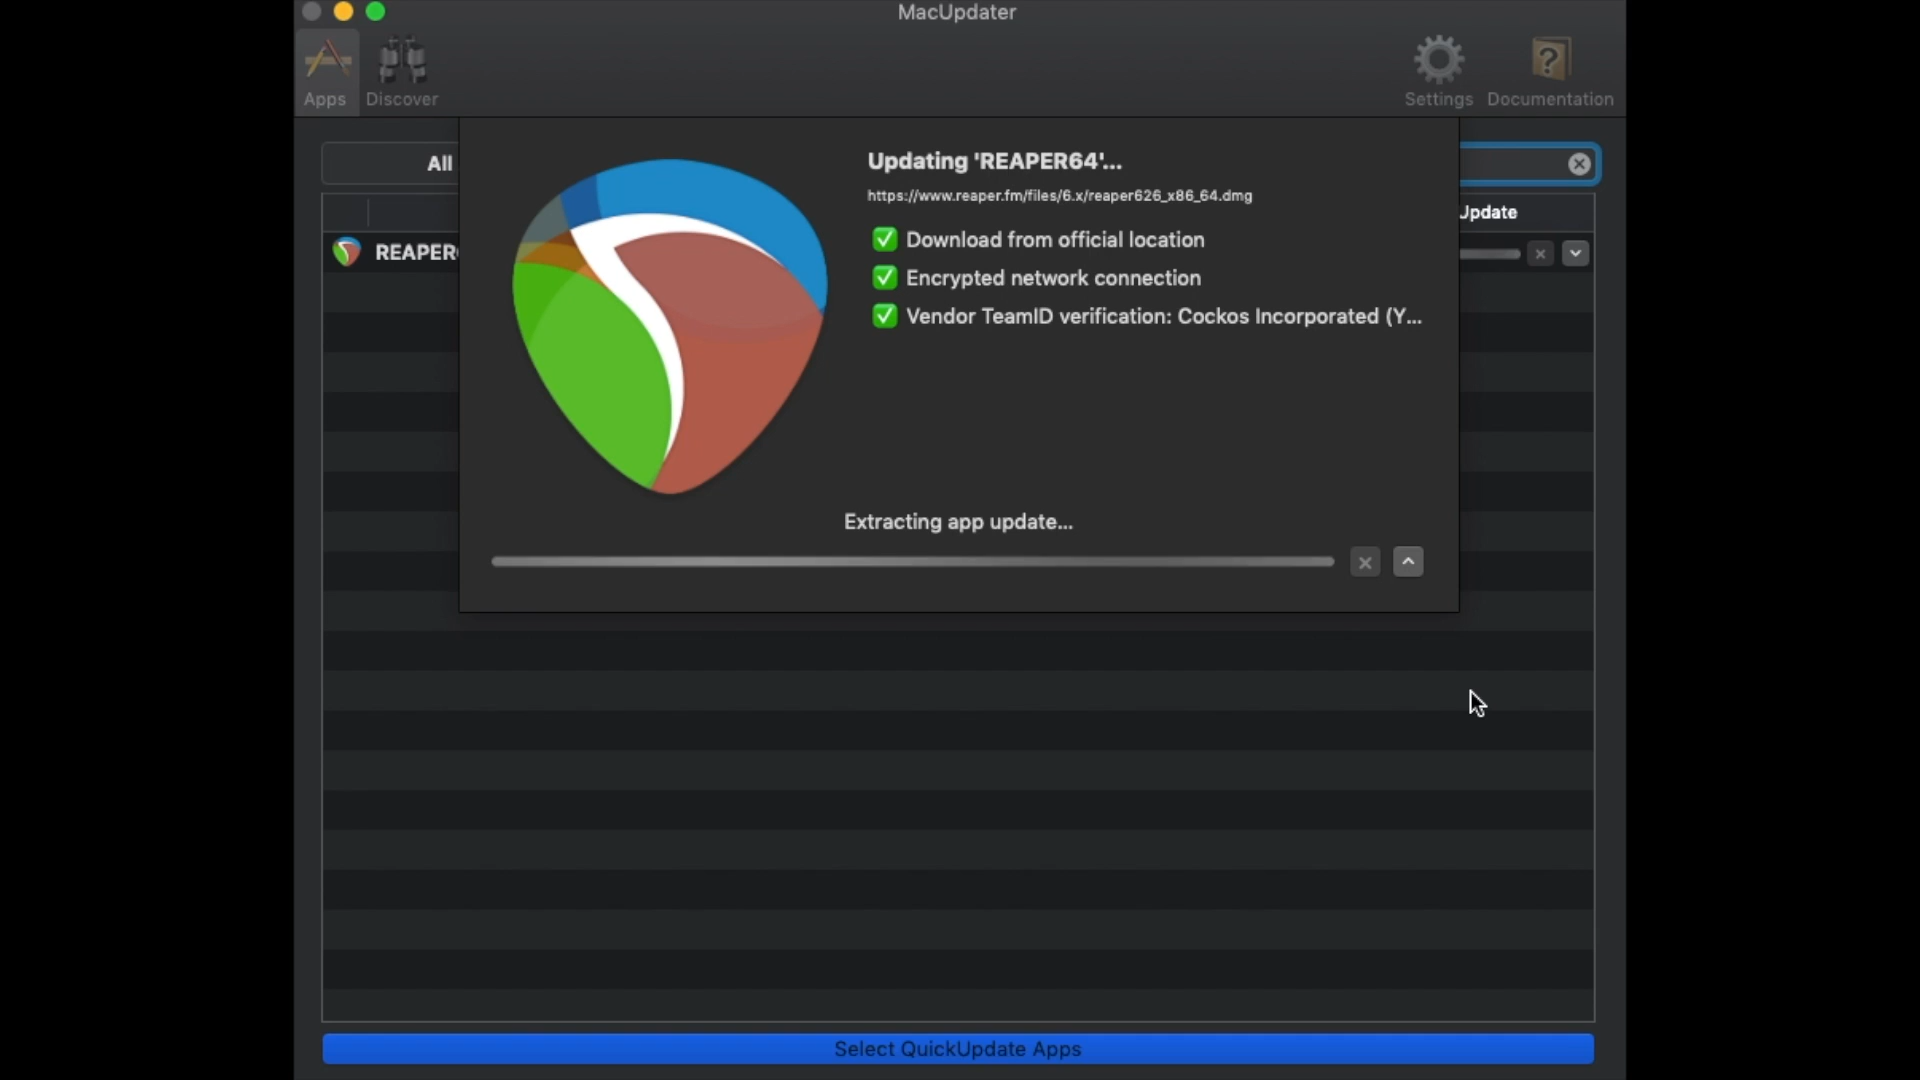 MacUpdater
Apps
Discover
Settings
Documentation
All
Updating 'REAPER64'...
https://www.reaper.fm/files/6.x/reaper626_x86_64.dmg
Update
Download from official location
REAPER
Encrypted network connection
Vendor TeamID verification: Cockos Incorporated (Y...
Extracting app update...
Select QuickUpdate Apps